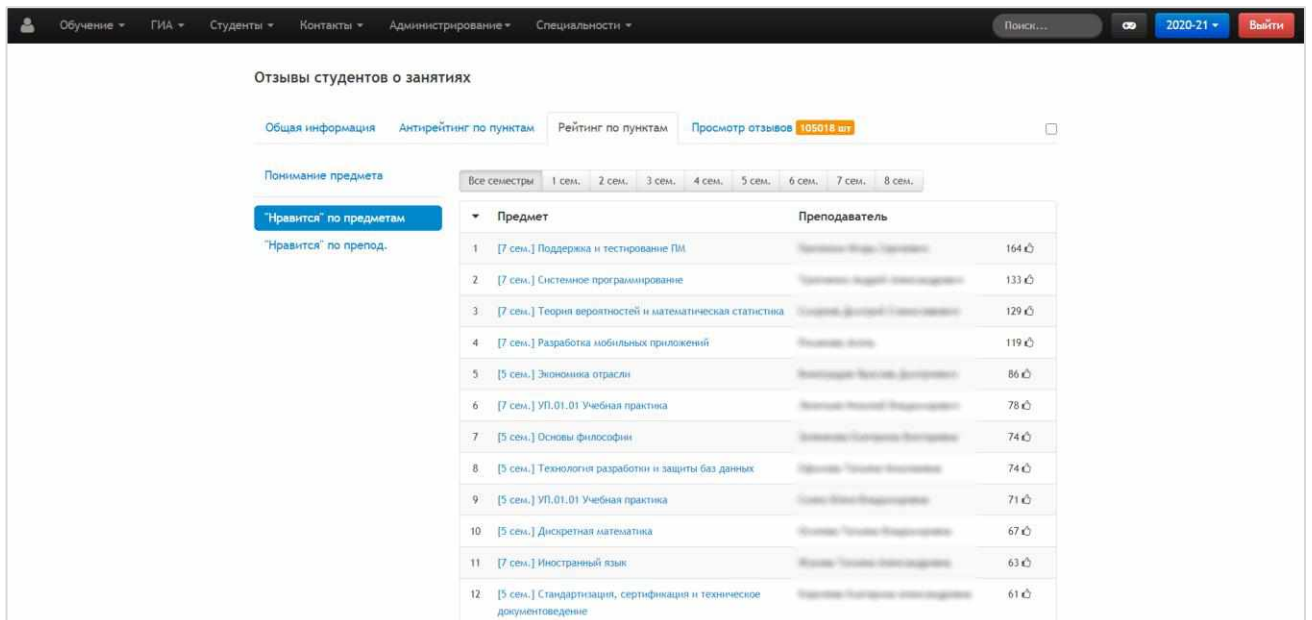 Обучение ГИА Студенты Контакты Администрирование Специальности Поиск... 2020-21 Выйти
Отзывы студентов о занятиях
Общая информация Антирейтинг по пунктам Рейтинг по пунктам Просмотр отзывов 105018 шт
Понимание предмета
"Нравится" по предметам
"Нравится" по препод.
Все семестры 1 сем. 2 сем. 3 сем. 4 сем. 5 сем. 6 сем. 7 сем. 8 сем.
Предмет Преподаватель
1 [7 сем.] Поддержка и тестирование ПМ 164
2 [7 сем.] Системное программирование 133
3 [7 сем.] Теория вероятностей и математическая статистика 129
4 [7 сем.] Разработка мобильных приложений 119
5 [5 сем.] Экономика отрасли 86
6 [7 сем.] УП.01.01 Учебная практика 78
7 [5 сем.] Основы философии 74
8 [5 сем.] Технология разработки и защиты баз данных 74
9 [5 сем.] УП.01.01 Учебная практика 71
10 [5 сем.] Дискретная математика 67
11 [7 сем.] Иностранный язык 63
12 [5 сем.] Стандартизация, сертификация и техническое 61
документоведение